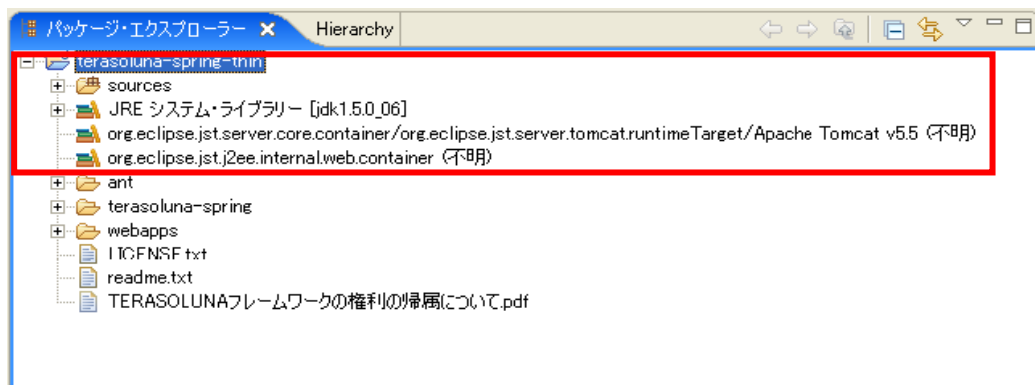 パッケージ・エクスプローラー Hierarchy
terasoluna-spring-thin
sources
JRE システム・ライブラリー [jdk1.5.0_06]
org.eclipse.jst.server.core.container/org.eclipse.jst.server.tomcat.runtimeTarget/Apache Tomcat v5.5 (不明)
org.eclipse.jst.j2ee.internal.web.container (不明)
ant
terasoluna-spring
webapps
LICENSE.txt
readme.txt
TERASOLUNAフレームワークの権利の帰属について.pdf